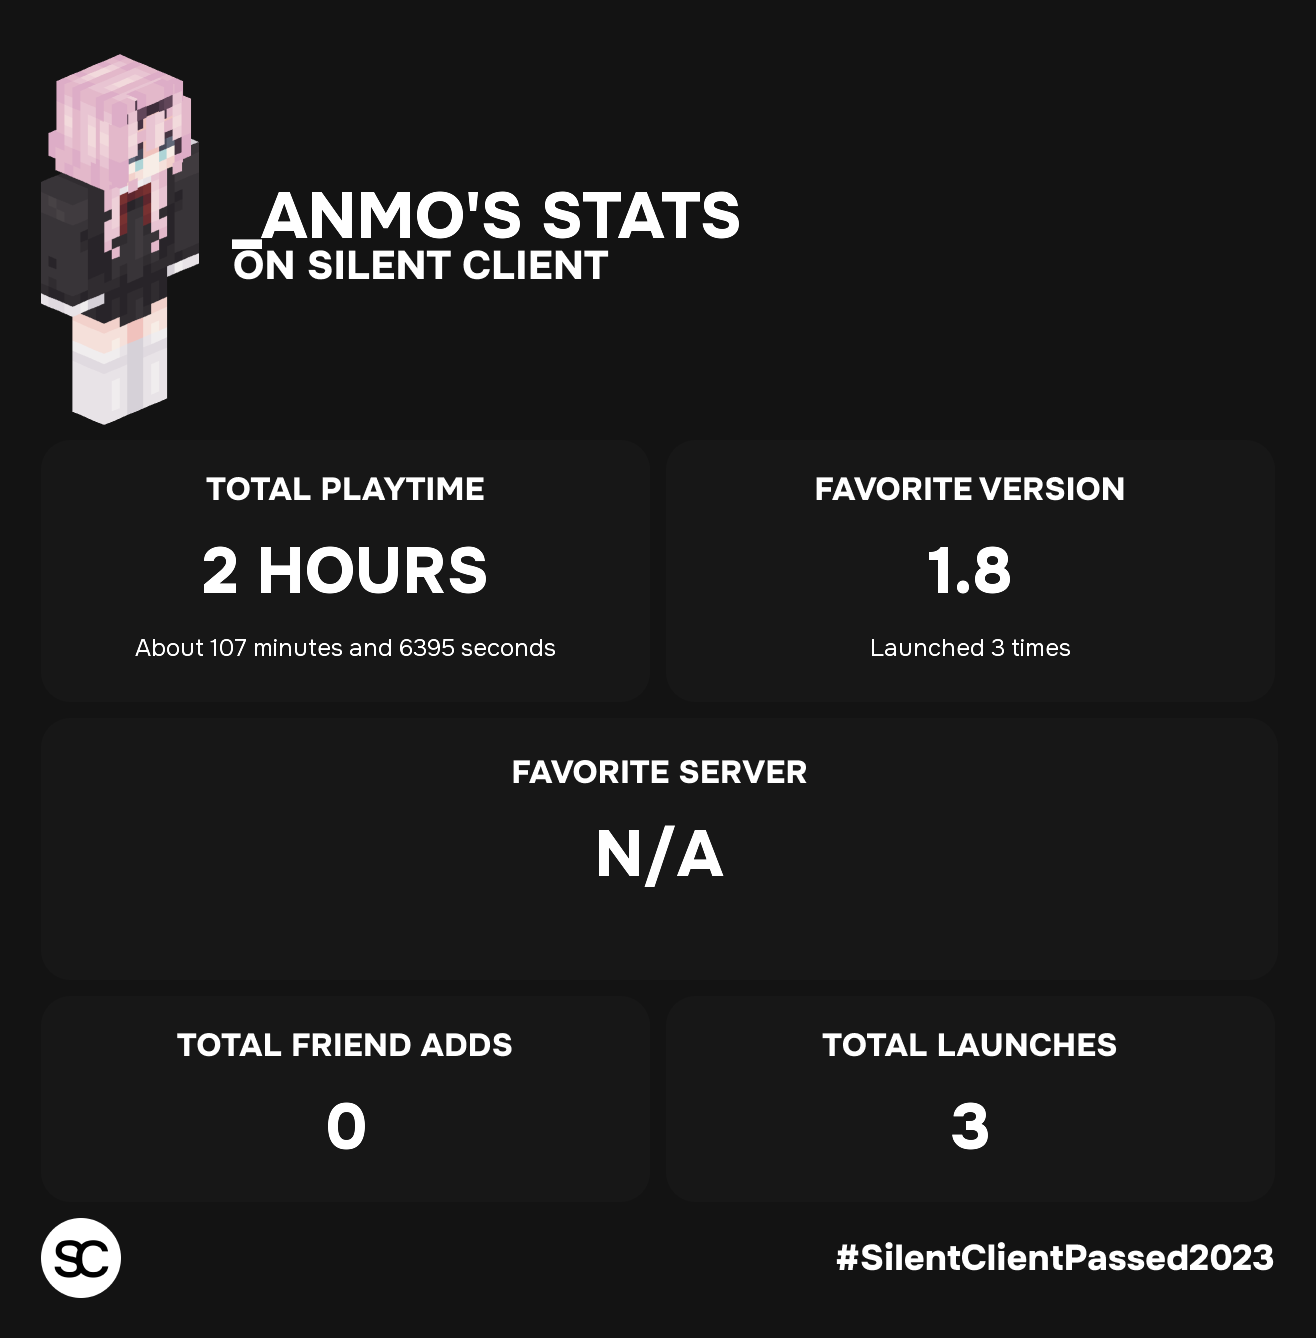 _ANMO'S STATS
ON SILENT CLIENT
TOTAL PLAYTIME
2 HOURS
About 107 minutes and 6395 seconds
FAVORITE VERSION
1.8
Launched 3 times
FAVORITE SERVER
N/A
TOTAL FRIEND ADDS
0
TOTAL LAUNCHES
3
SC
#SilentClientPassed2023